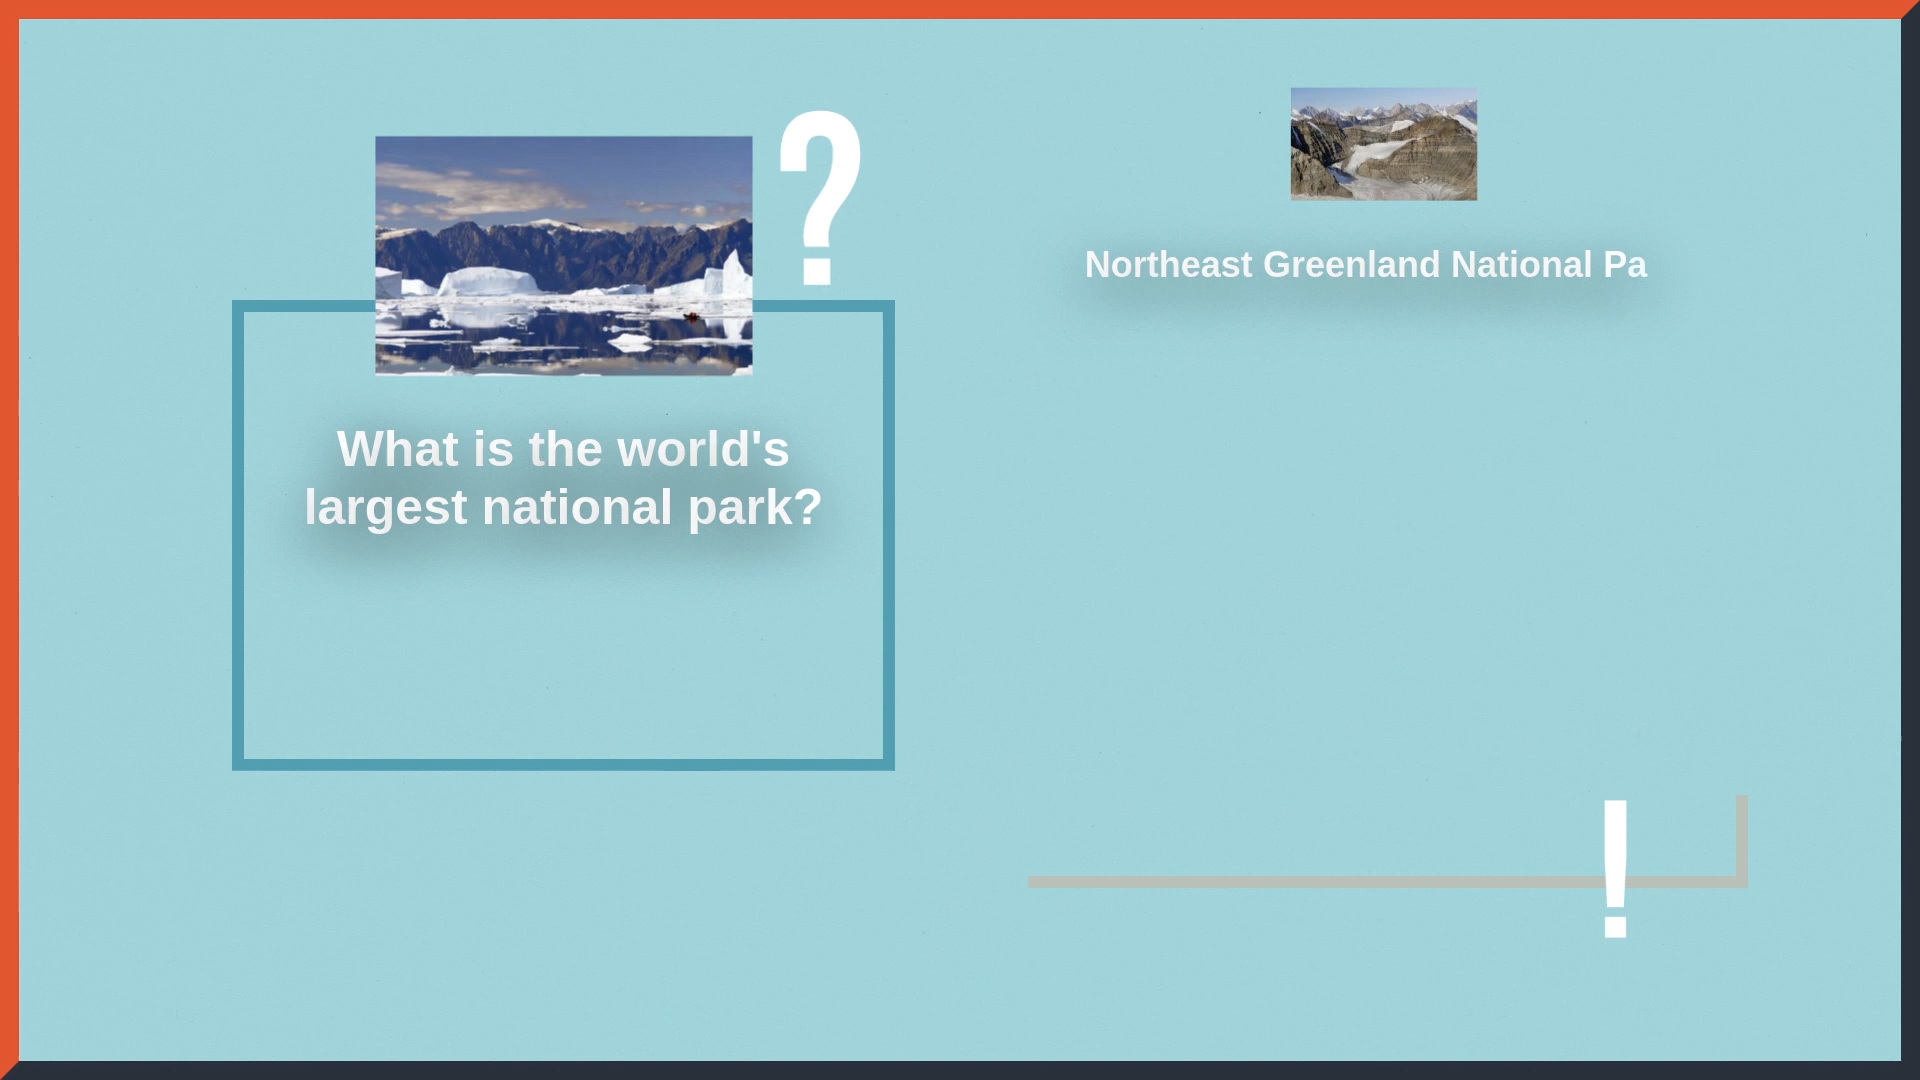 ?
What is the world's
largest national park?
Northeast Greenland National Pa
!